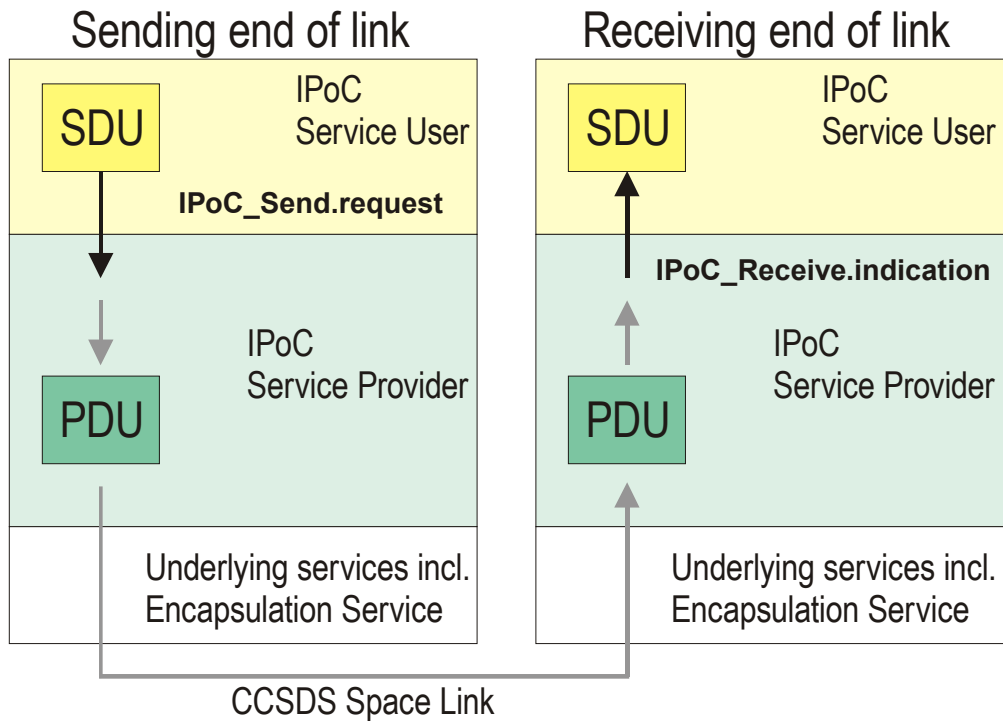 Sending end of link
SDU
IPoC
Service User
IPoC_Send.request
IPoC
Service Provider
PDU
Underlying services incl.
Encapsulation Service
Receiving end of link
SDU
IPoC
Service User
IPoC_Receive.indication
IPoC
Service Provider
PDU
Underlying services incl.
Encapsulation Service
CCSDS Space Link